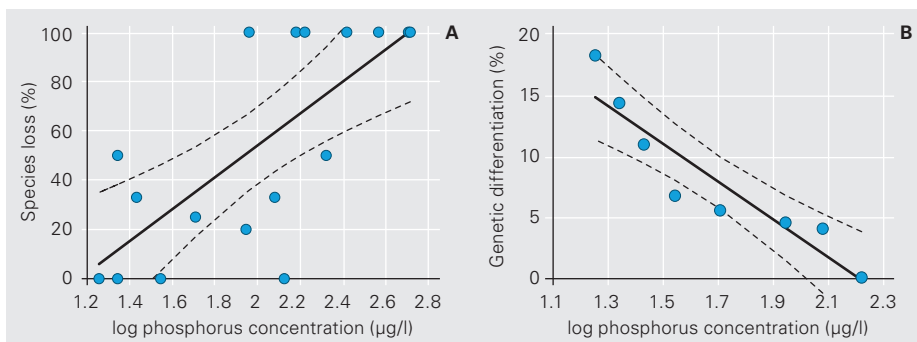 A
Species loss (%)
100
80
60
40
20
0
1.2 1.4 1.6 1.8 2 2.2 2.4 2.6 2.8
log phosphorus concentration (µg/l)
B
Genetic differentiation (%)
20
15
10
5
0
1.1 1.3 1.5 1.7 1.9 2.1 2.3
log phosphorus concentration (µg/l)